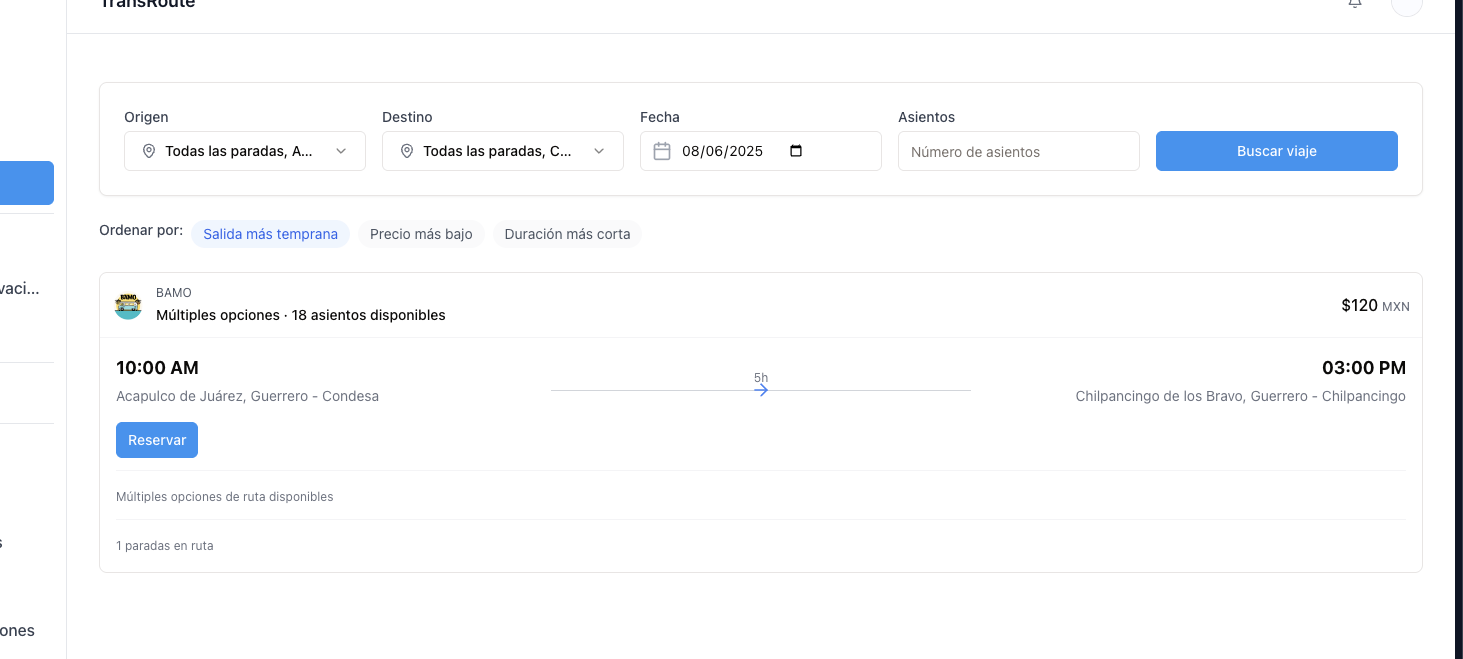 TransRoute
Origen
Destino
Fecha
Asientos
Todas las paradas, A...
Todas las paradas, C...
08/06/2025
Número de asientos
Buscar viaje
Ordenar por:
Salida más temprana
Precio más bajo
Duración más corta
vaci...
BAMO
BAMO
Múltiples opciones · 18 asientos disponibles
$120 MXN
10:00 AM
5h
03:00 PM
Acapulco de Juárez, Guerrero - Condesa
Chilpancingo de los Bravo, Guerrero - Chilpancingo
Reservar
Múltiples opciones de ruta disponibles
s
1 paradas en ruta
ones